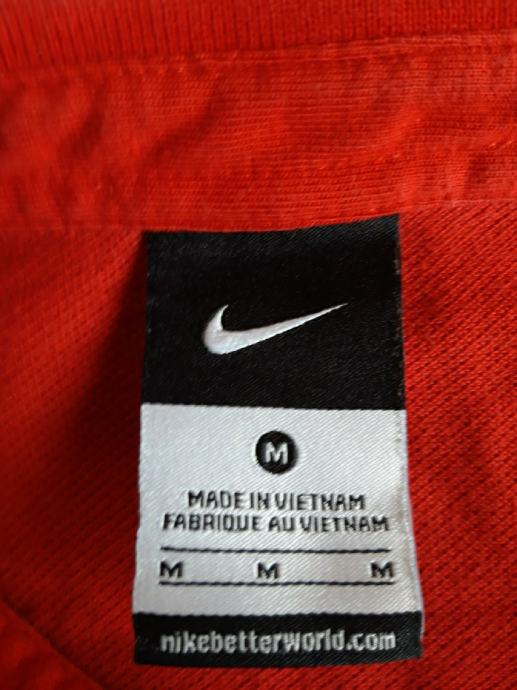 M
MADE IN VIETNAM
FABRIQUE AU VIETNAM
M M M
nikebetterworld.com